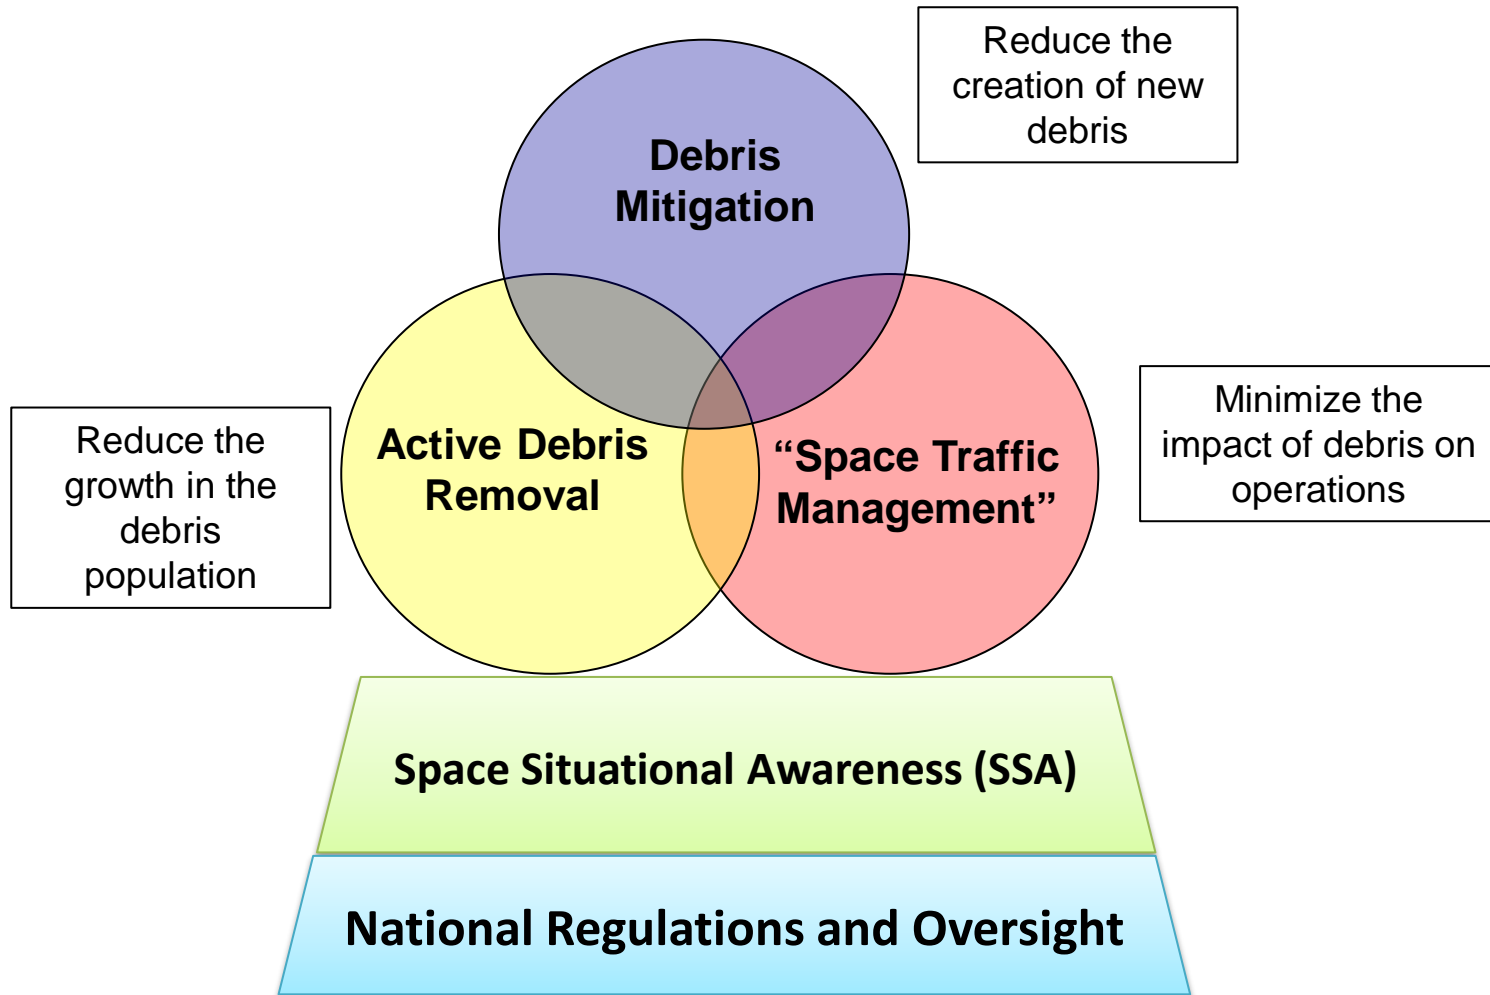 Reduce the
creation of new
debris
Debris
Mitigation
Active Debris
Removal
“Space Traffic
Management”
Minimize the
impact of debris on
operations
Reduce the
growth in the
debris
population
Space Situational Awareness (SSA)
National Regulations and Oversight